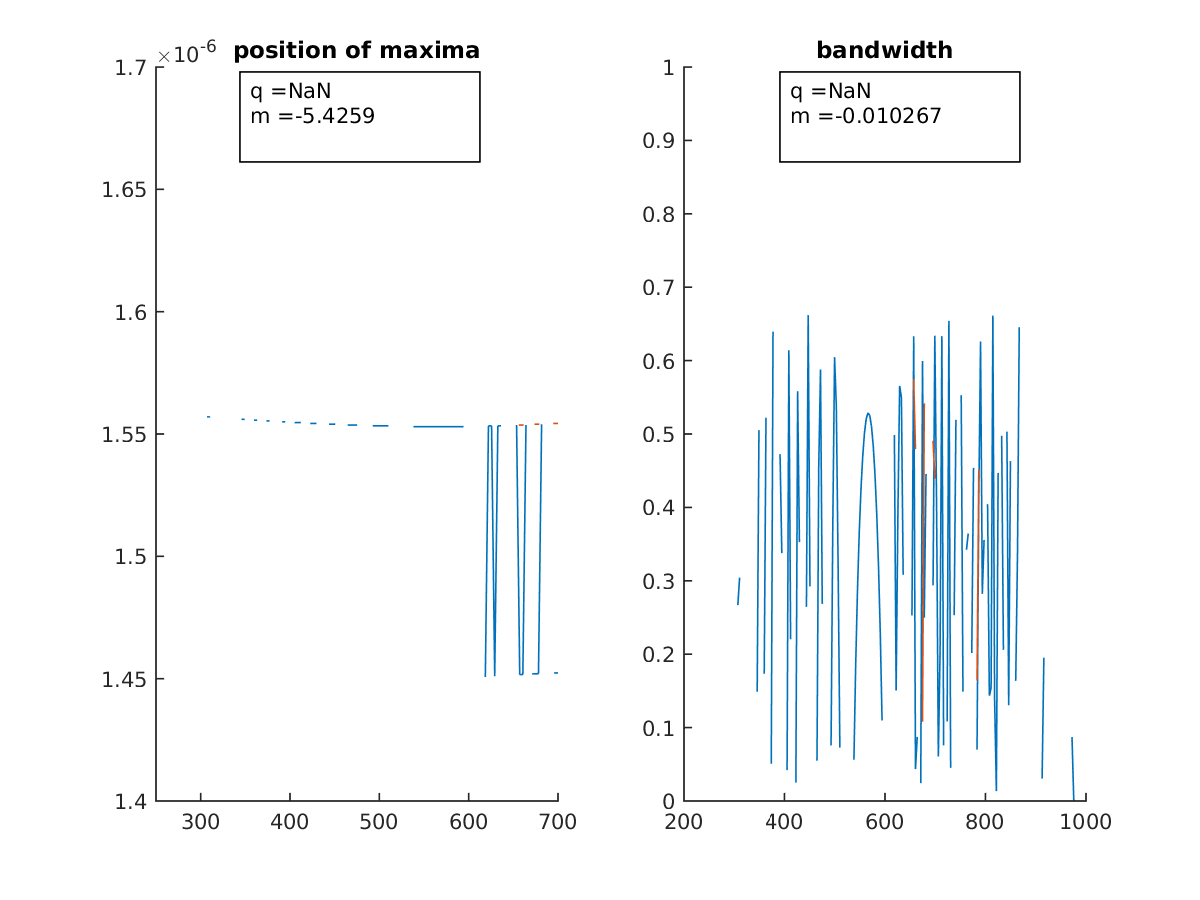 ×10⁻⁶ position of maxima
q =NaN
m =-5.4259
1.7
1.65
1.6
1.55
1.5
1.45
1.4
300 400 500 600 700
bandwidth
q =NaN
m =-0.010267
1
0.9
0.8
0.7
0.6
0.5
0.4
0.3
0.2
0.1
0
200 400 600 800 1000